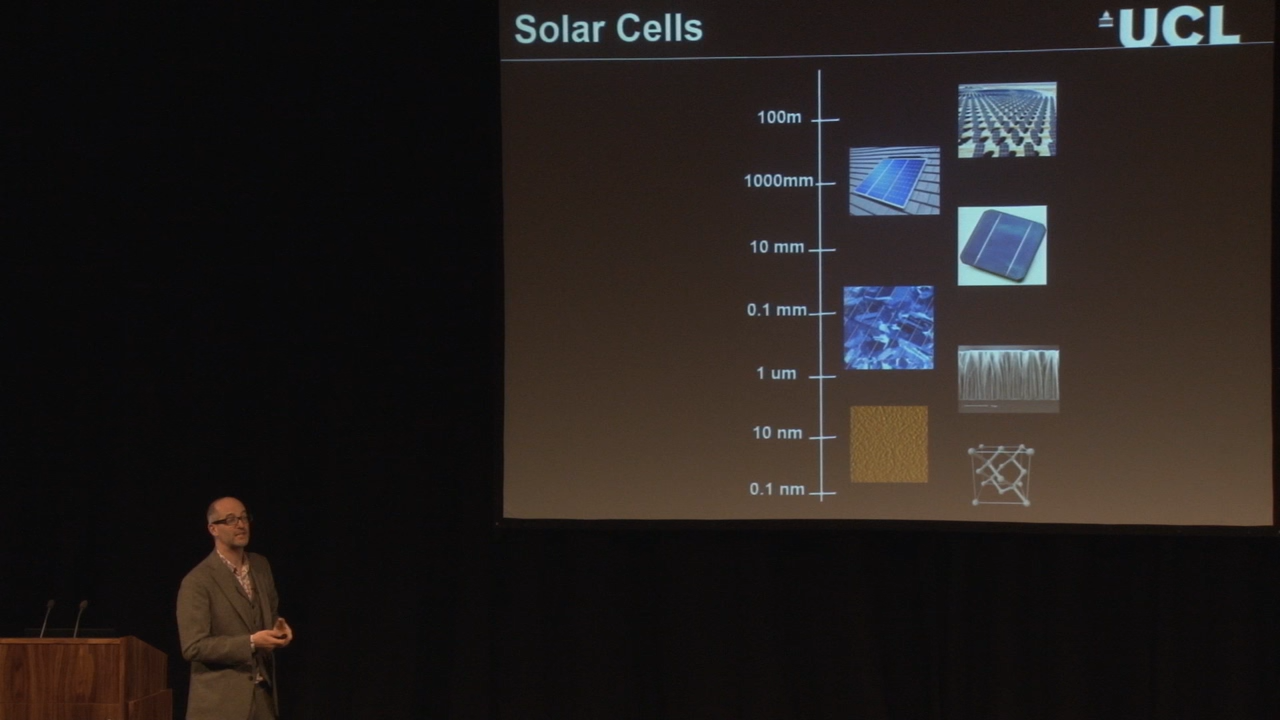 Solar Cells
UCL
100m
1000mm
10 mm
0.1 mm
1 um
10 nm
0.1 nm